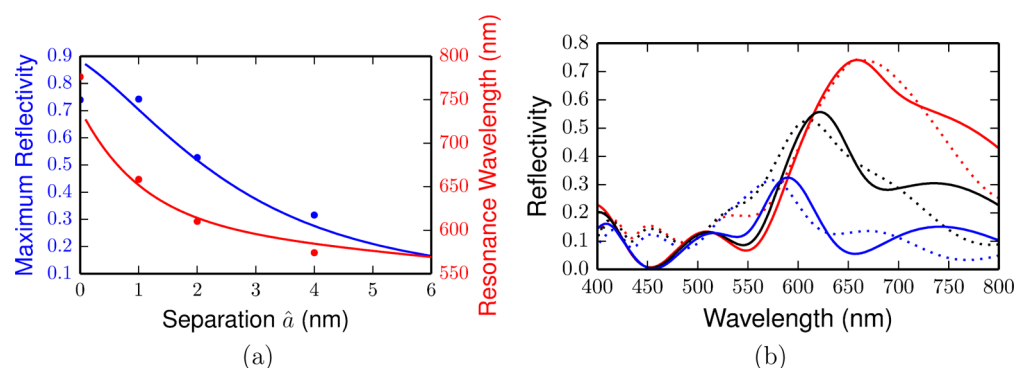 Maximum Reflectivity
0.9
0.8
0.7
0.6
0.5
0.4
0.3
0.2
0.1
0 1 2 3 4 5 6
Separation â (nm)
800
750
700
650
600
550
Resonance Wavelength (nm)
(a)
Reflectivity
0.8
0.7
0.6
0.5
0.4
0.3
0.2
0.1
0.0
400 450 500 550 600 650 700 750 800
Wavelength (nm)
(b)